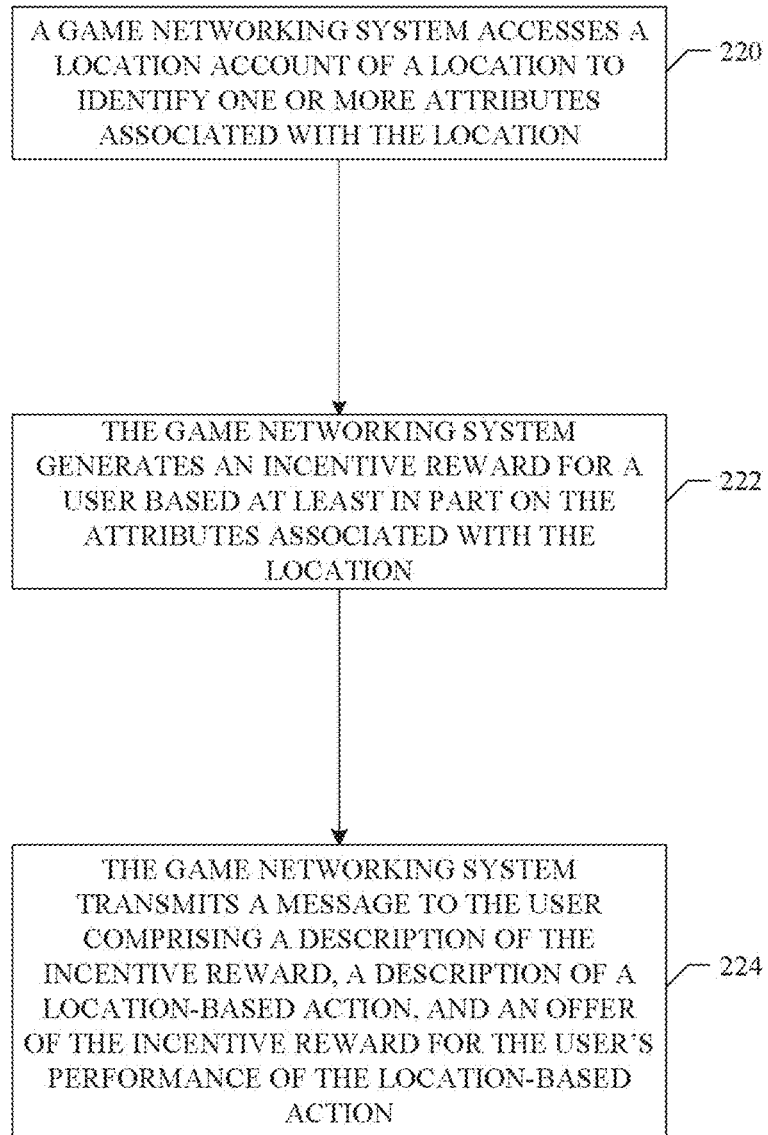 A GAME NETWORKING SYSTEM ACCESSES A
LOCATION ACCOUNT OF A LOCATION TO
IDENTIFY ONE OR MORE ATTRIBUTES
ASSOCIATED WITH THE LOCATION
220
THE GAME NETWORKING SYSTEM
GENERATES AN INCENTIVE REWARD FOR A
USER BASED AT LEAST IN PART ON THE
ATTRIBUTES ASSOCIATED WITH THE
LOCATION
222
THE GAME NETWORKING SYSTEM
TRANSMITS A MESSAGE TO THE USER
COMPRISING A DESCRIPTION OF THE
INCENTIVE REWARD, A DESCRIPTION OF A
LOCATION-BASED ACTION, AND AN OFFER
OF THE INCENTIVE REWARD FOR THE USER'S
PERFORMANCE OF THE LOCATION-BASED
ACTION
224